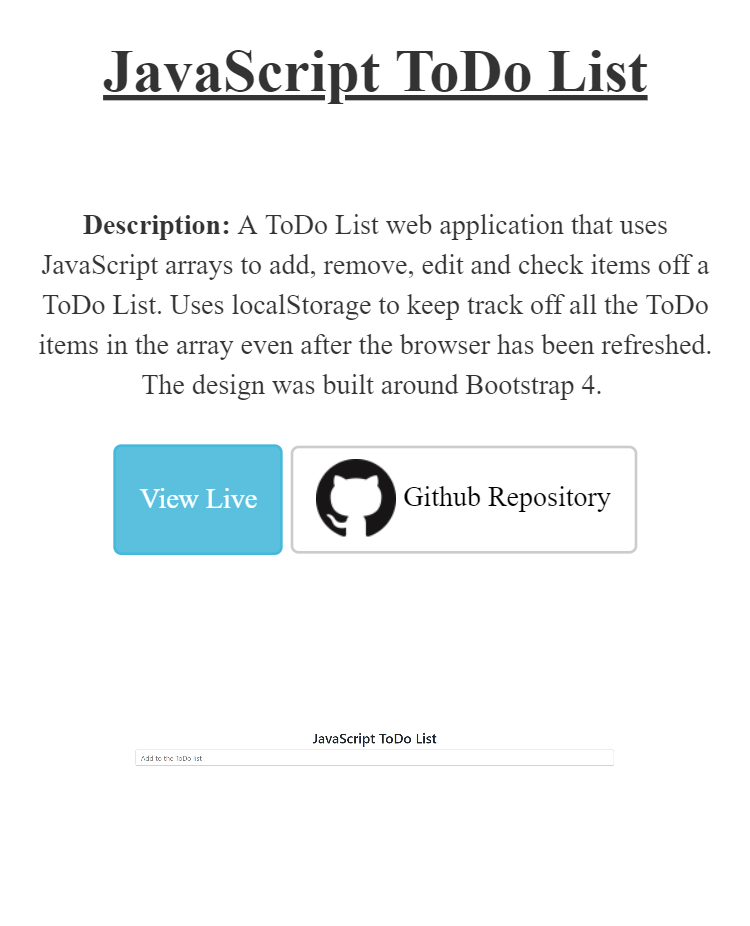 JavaScript ToDo List
Description: A ToDo List web application that uses
JavaScript arrays to add, remove, edit and check items off a
ToDo List. Uses localStorage to keep track off all the ToDo
items in the array even after the browser has been refreshed.
The design was built around Bootstrap 4.
View Live
Github Repository
JavaScript ToDo List
Add to the ToDo list